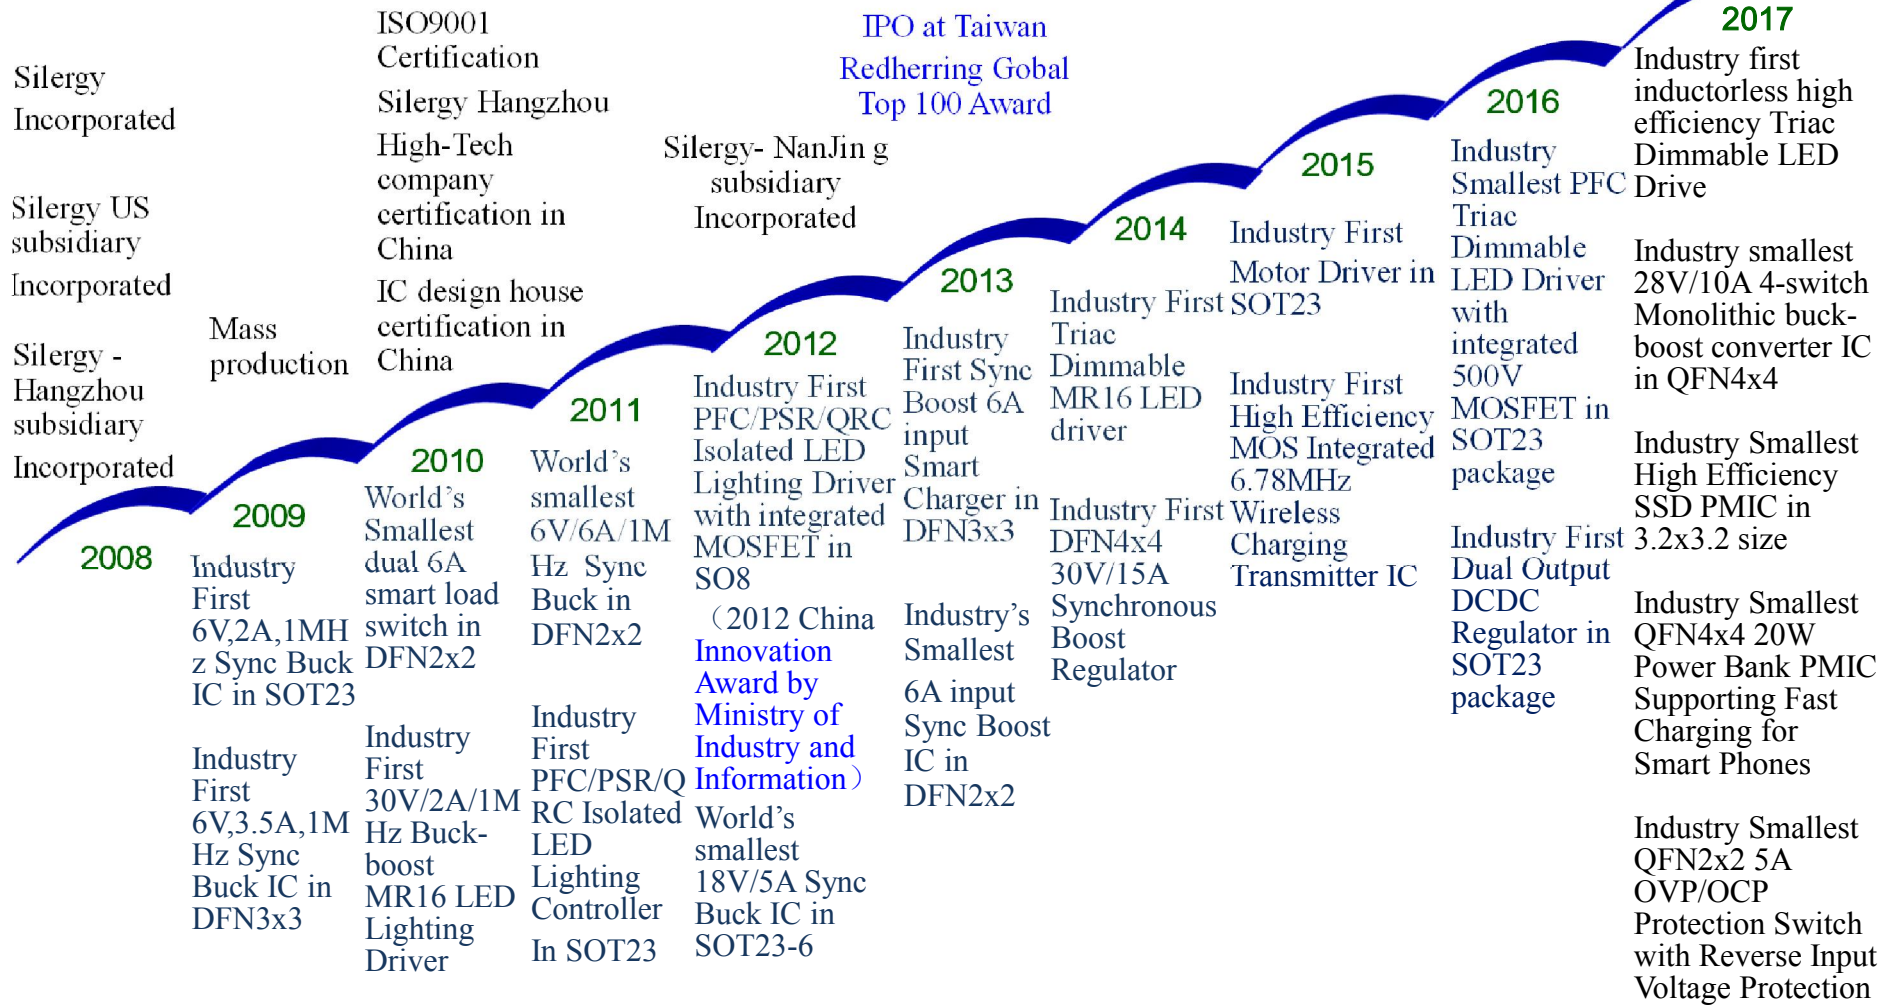 Silergy
Incorporated
Silergy US
subsidiary
Incorporated
Silergy -
Hangzhou
subsidiary
Incorporated
2008
Mass
production
2009
Industry
First
6V,2A,1MH
z Sync Buck
IC in SOT23
Industry
First
6V,3.5A,1M
Hz Sync
Buck IC in
DFN3x3
ISO9001
Certification
Silergy Hangzhou
High-Tech
company
certification in
China
IC design house
certification in
China
2010
World’s
Smallest
dual 6A
smart load
switch in
DFN2x2
Industry
First
30V/2A/1M
Hz Buck-
boost
MR16 LED
Lighting
Driver
2011
World’s
smallest
6V/6A/1M
Hz Sync
Buck in
DFN2x2
Industry
First
PFC/PSR/Q
RC Isolated
LED
Lighting
Controller
In SOT23
Silergy- NanJin g
subsidiary
Incorporated
2012
Industry First
PFC/PSR/QRC
Isolated LED
Lighting Driver
with integrated
MOSFET in
SO8
（2012 China
Innovation
Award by
Ministry of
Industry and
Information）
World’s
smallest
18V/5A Sync
Buck IC in
SOT23-6
IPO at Taiwan
Redherring Gobal
Top 100 Award
2013
Industry
First Sync
Boost 6A
input
Smart
Charger in
DFN3x3
Industry’s
Smallest
6A input
Sync Boost
IC in
DFN2x2
2014
Industry First
Triac
Dimmable
MR16 LED
driver
Industry First
DFN4x4
30V/15A
Synchronous
Boost
Regulator
2015
Industry First
Motor Driver in
SOT23
Industry First
High Efficiency
MOS Integrated
6.78MHz
Wireless
Charging
Transmitter IC
2016
Industry
Smallest PFC
Triac
Dimmable
LED Driver
with
integrated
500V
MOSFET in
SOT23
package
Industry First
Dual Output
DCDC
Regulator in
SOT23
package
2017
Industry first
inductorless high
efficiency Triac
Dimmable LED
Drive
Industry smallest
28V/10A 4-switch
Monolithic buck-
boost converter IC
in QFN4x4
Industry Smallest
High Efficiency
SSD PMIC in
3.2x3.2 size
Industry Smallest
QFN4x4 20W
Power Bank PMIC
Supporting Fast
Charging for
Smart Phones
Industry Smallest
QFN2x2 5A
OVP/OCP
Protection Switch
with Reverse Input
Voltage Protection